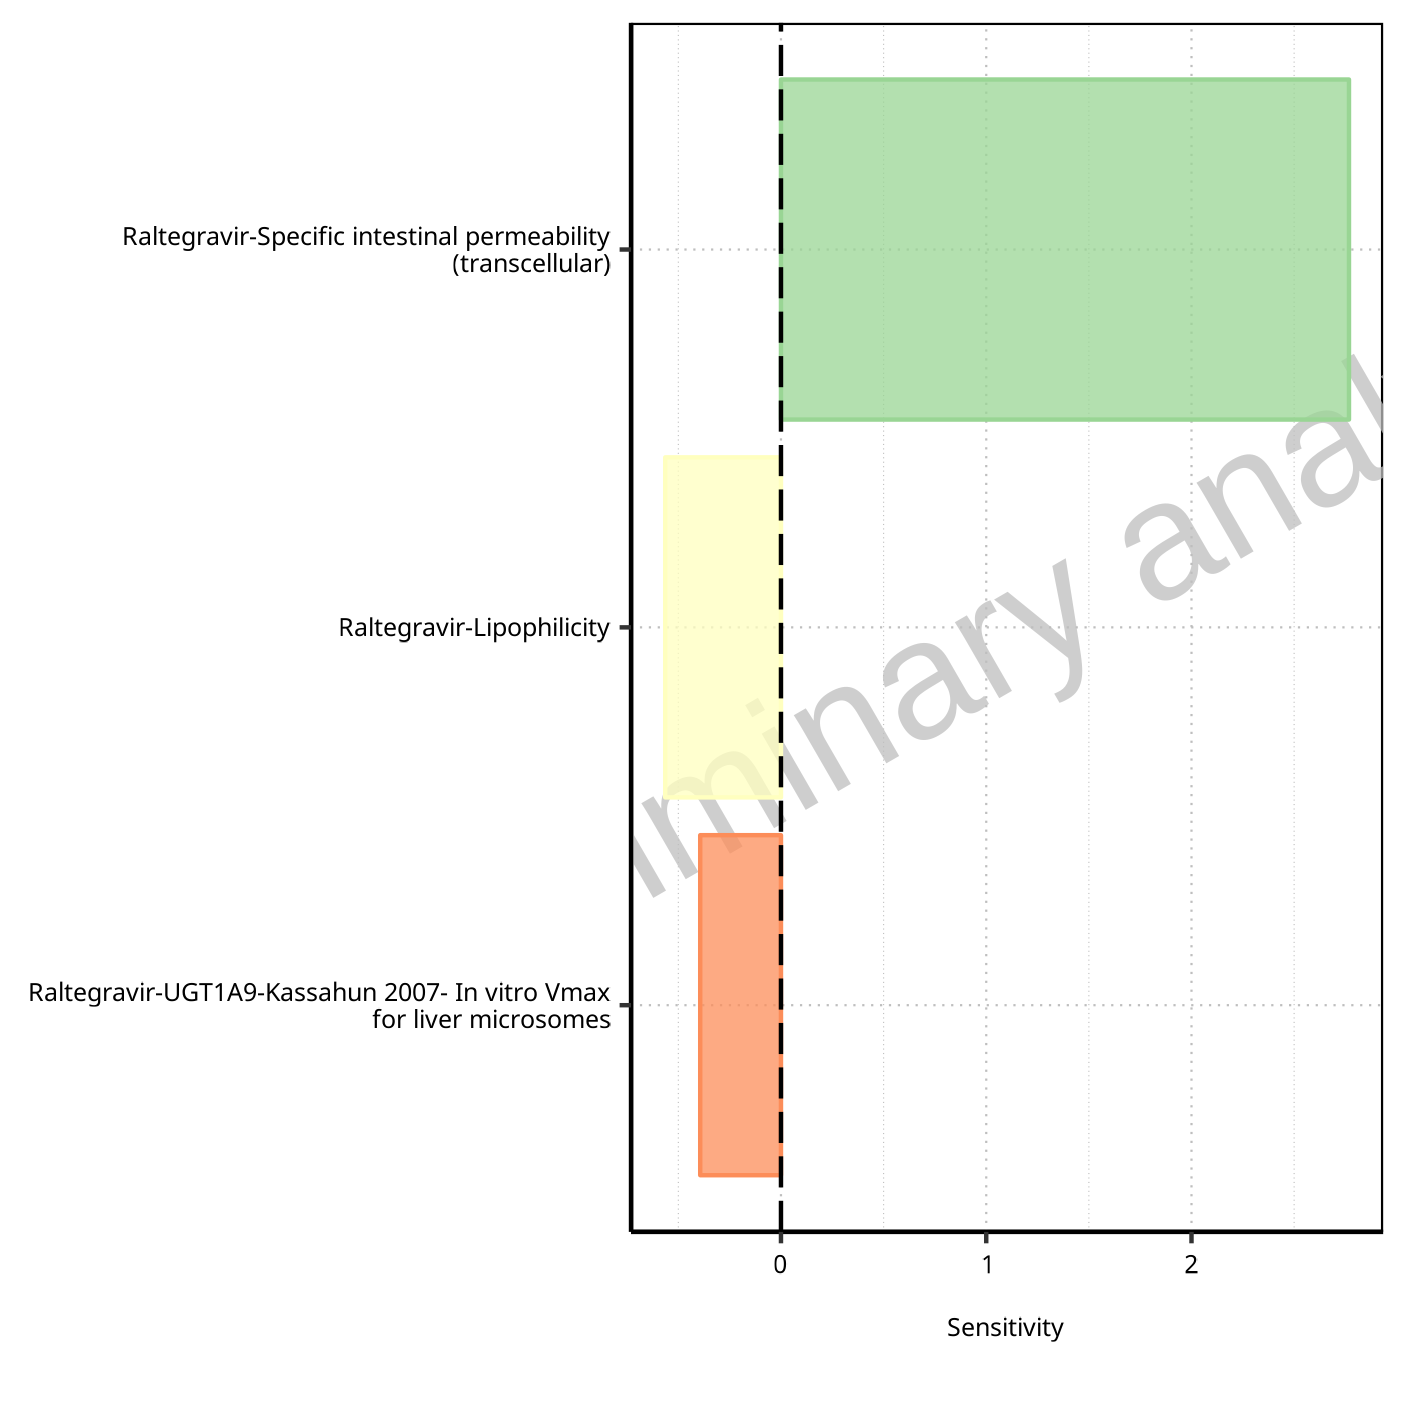 Raltegravir-Specific intestinal permeability
(transcellular)
Raltegravir-Lipophilicity
Raltegravir-UGT1A9-Kassahun 2007- In vitro Vmax
for liver microsomes
minary anal
0 1 2
Sensitivity